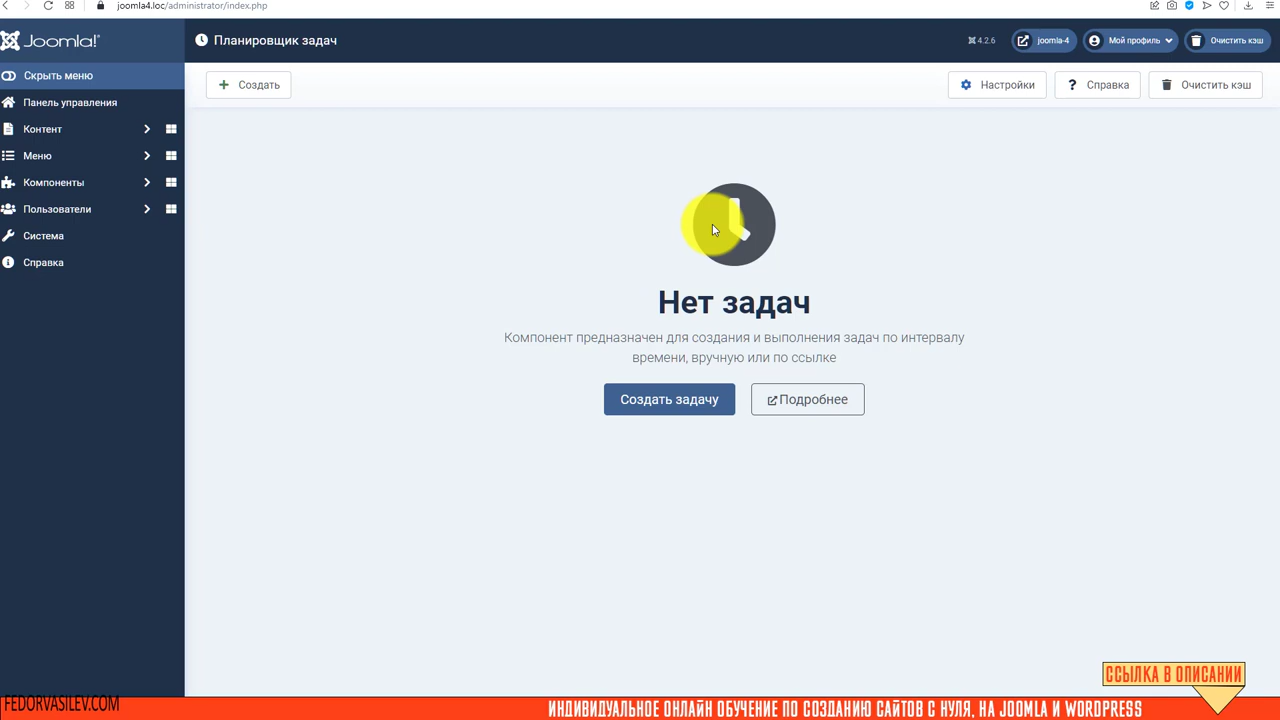 joomla4.loc/administrator/index.php
Joomla!®
Планировщик задач
4.2.6
joomla-4
Мой профиль
Очистить кэш
Скрыть меню
Создать
Настройки
? Справка
Очистить кэш
Панель управления
Контент
Меню
Компоненты
Пользователи
Система
Справка
Нет задач
Компонент предназначен для создания и выполнения задач по интервалу
времени, вручную или по ссылке
Создать задачу
Подробнее
ССЫЛКА В ОПИСАНИИ
FEDORVASILEV.COM
ИНДИВИДУАЛЬНОЕ ОНЛАЙН ОБУЧЕНИЕ ПО СОЗДАНИЮ САЙТОВ С НУЛЯ, НА JOOMLA И WORDPRESS